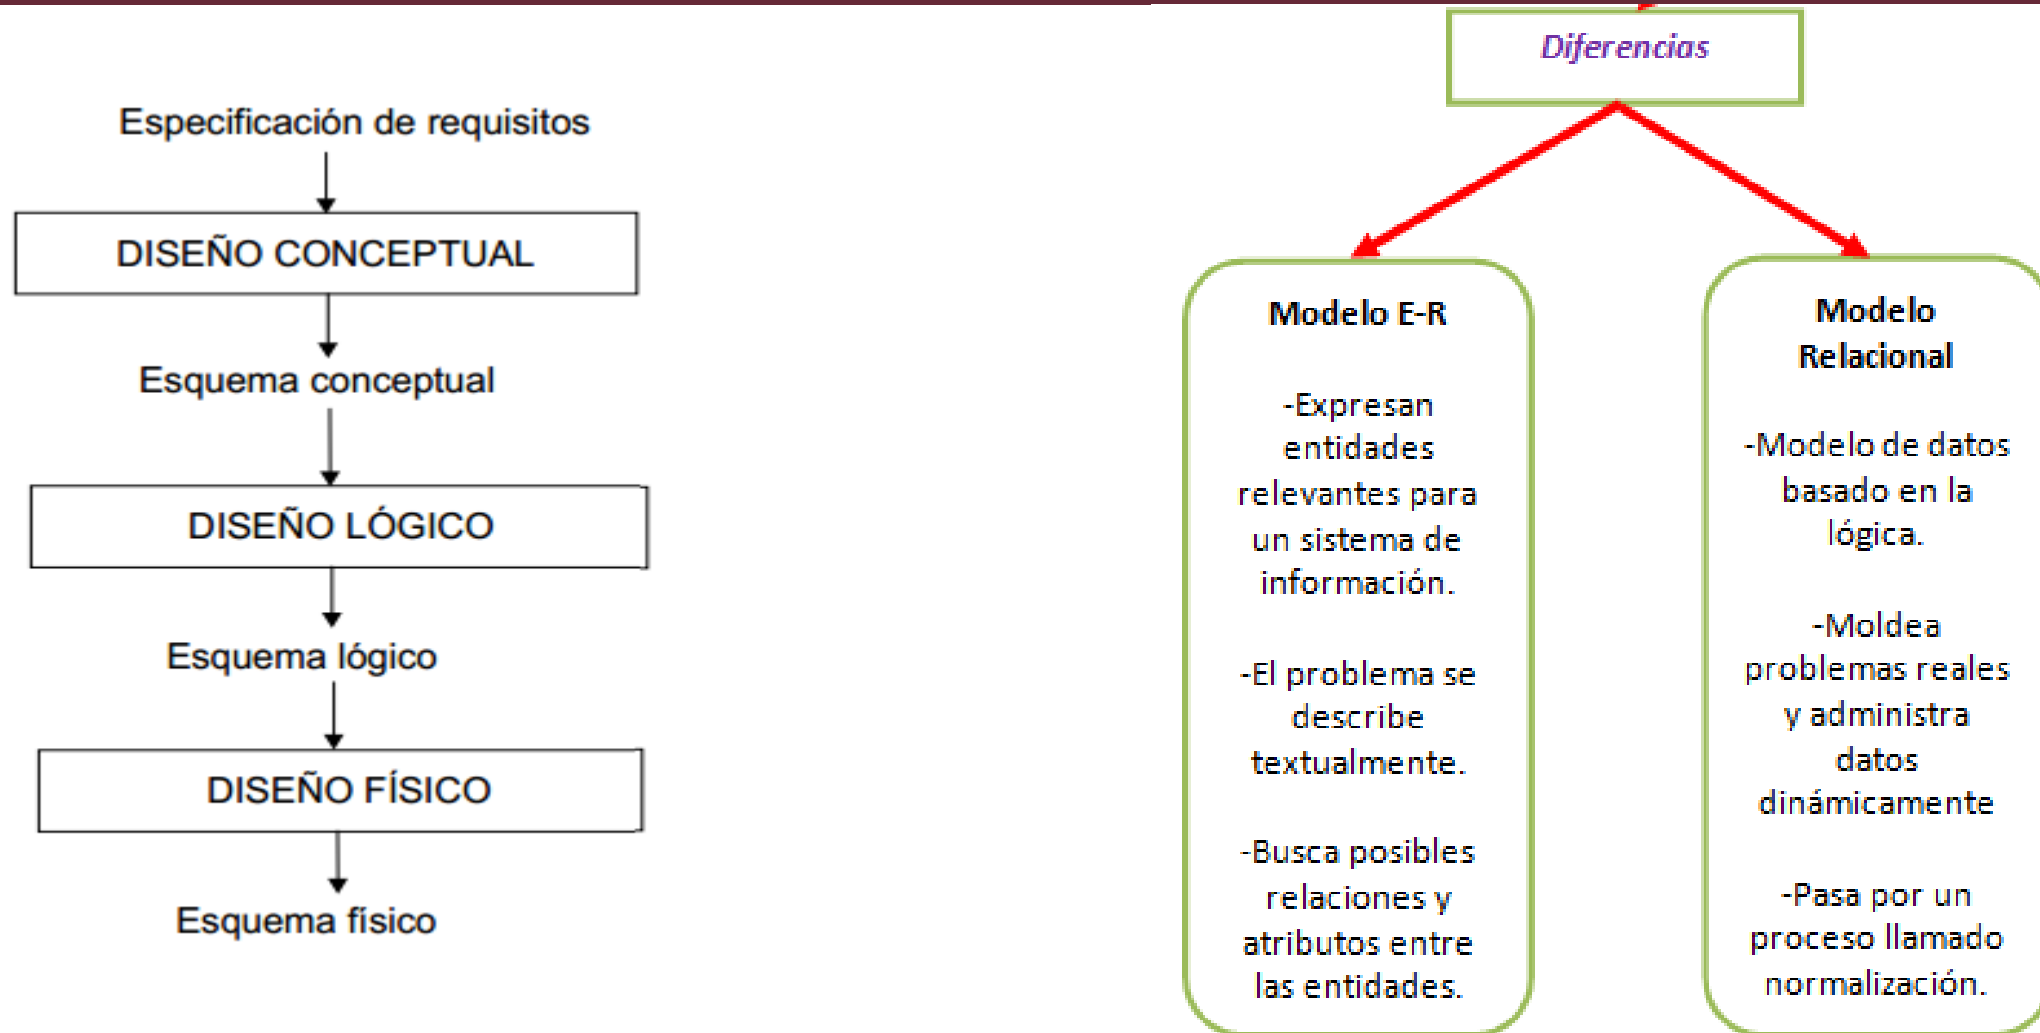 Especificación de requisitos
DISEÑO CONCEPTUAL
Esquema conceptual
DISEÑO LÓGICO
Esquema lógico
DISEÑO FÍSICO
Esquema físico
Diferencias
Modelo E-R
-Expresan
entidades
relevantes para
un sistema de
información.
-El problema se
describe
textualmente.
-Busca posibles
relaciones y
atributos entre
las entidades.
Modelo
Relacional
-Modelo de datos
basado en la
lógica.
-Moldea
problemas reales
y administra
datos
dinámicamente
-Pasa por un
proceso llamado
normalización.